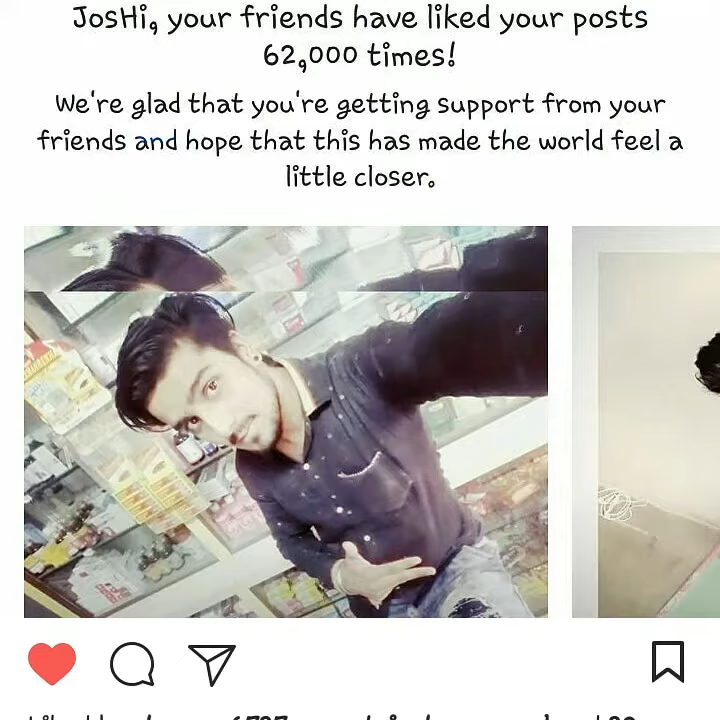 JosHi, your friends have liked your posts
62,000 times!
We're glad that you're getting support from your
friends and hope that this has made the world feel a
little closer.